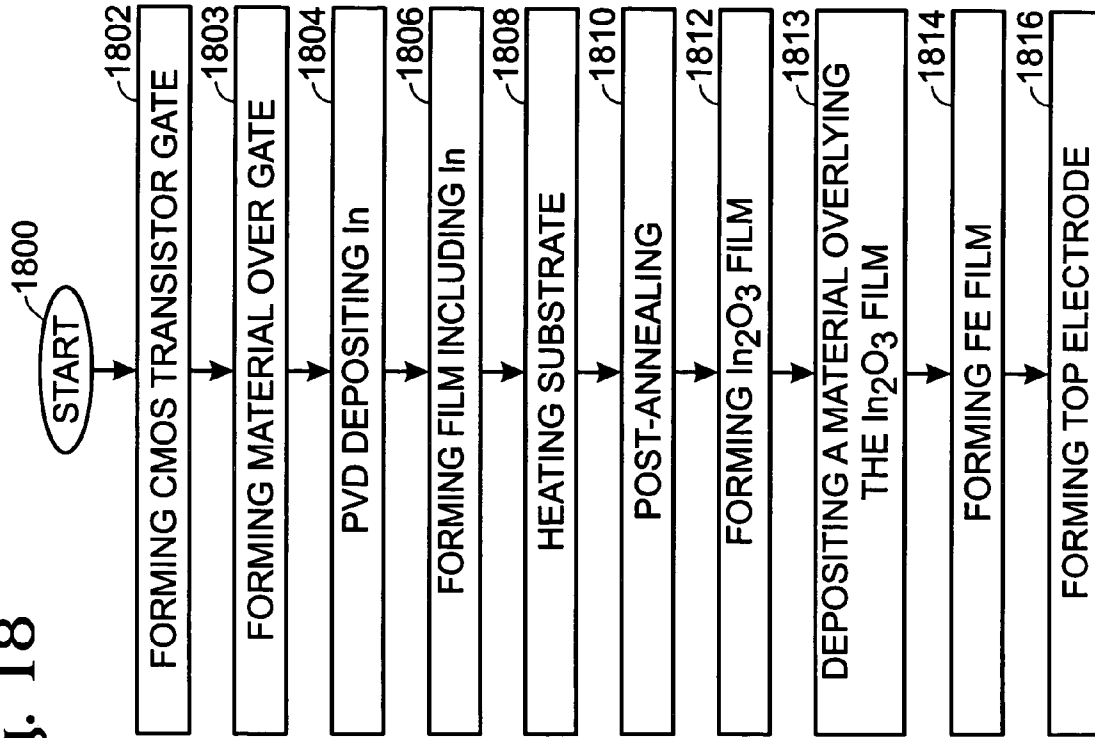 g. 18
START
1800
1802
FORMING CMOS TRANSISTOR GATE
1803
FORMING MATERIAL OVER GATE
1804
PVD DEPOSITING In
1806
FORMING FILM INCLUDING In
1808
HEATING SUBSTRATE
1810
POST-ANNEALING
1812
FORMING In2O3 FILM
1813
DEPOSITING A MATERIAL OVERLYING
THE In2O3 FILM
1814
FORMING FE FILM
1816
FORMING TOP ELECTRODE